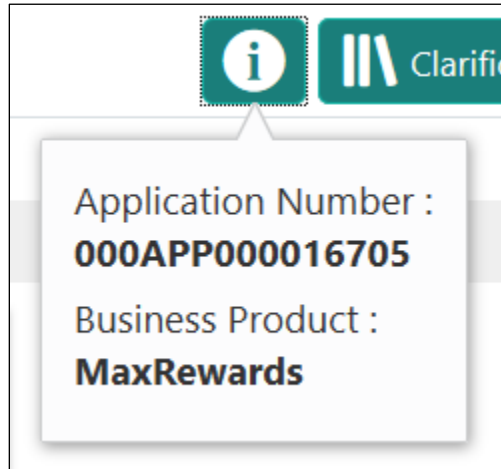 Clarific
Application Number :
000APP000016705
Business Product :
MaxRewards